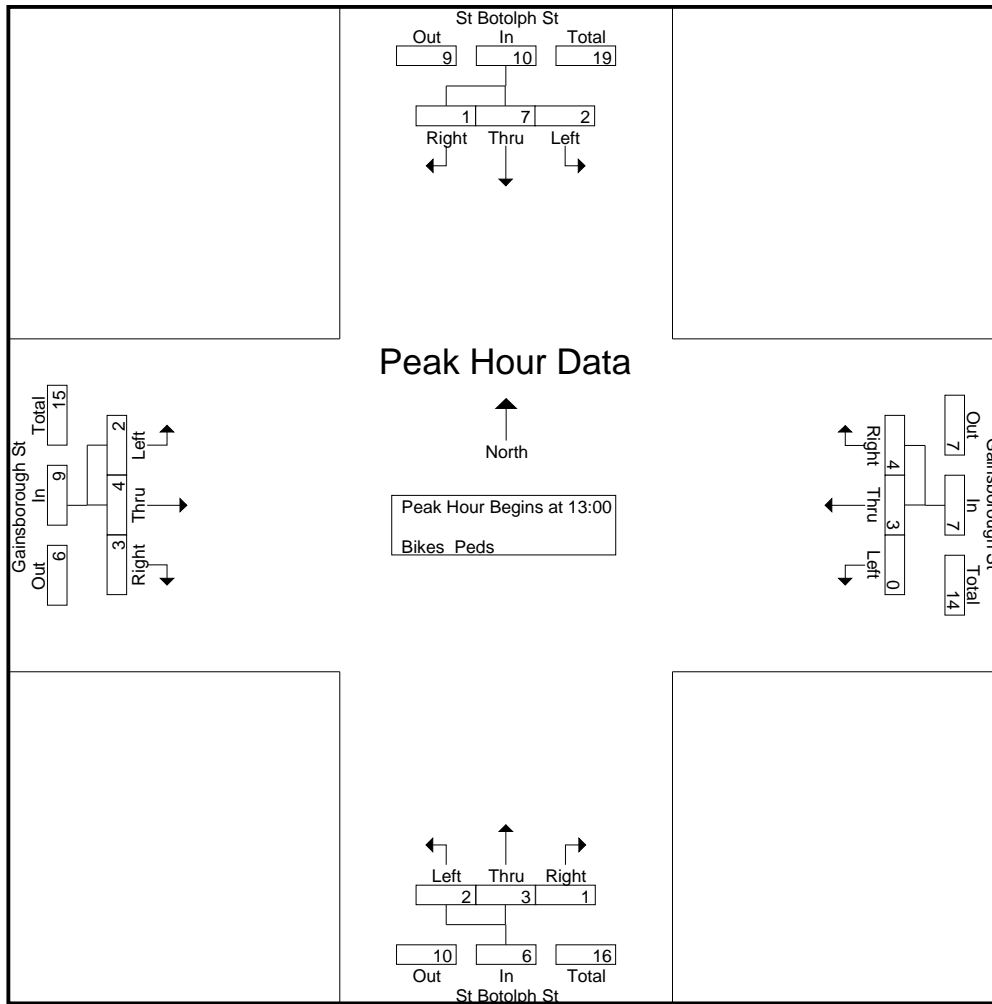 St Botolph St
Out In Total
9 10 19
1 7 2
Right Thru Left
Peak Hour Data
North
Peak Hour Begins at 13:00
Bikes Peds
Gainsborough St
Total In Out
15 9 6
2 4 3
Left Thru Right
Gainsborough St
Out In Total
7 7 14
4 3 0
Right Thru Left
Left Thru Right
2 3 1
10 6 16
Out In Total
St Botolph St